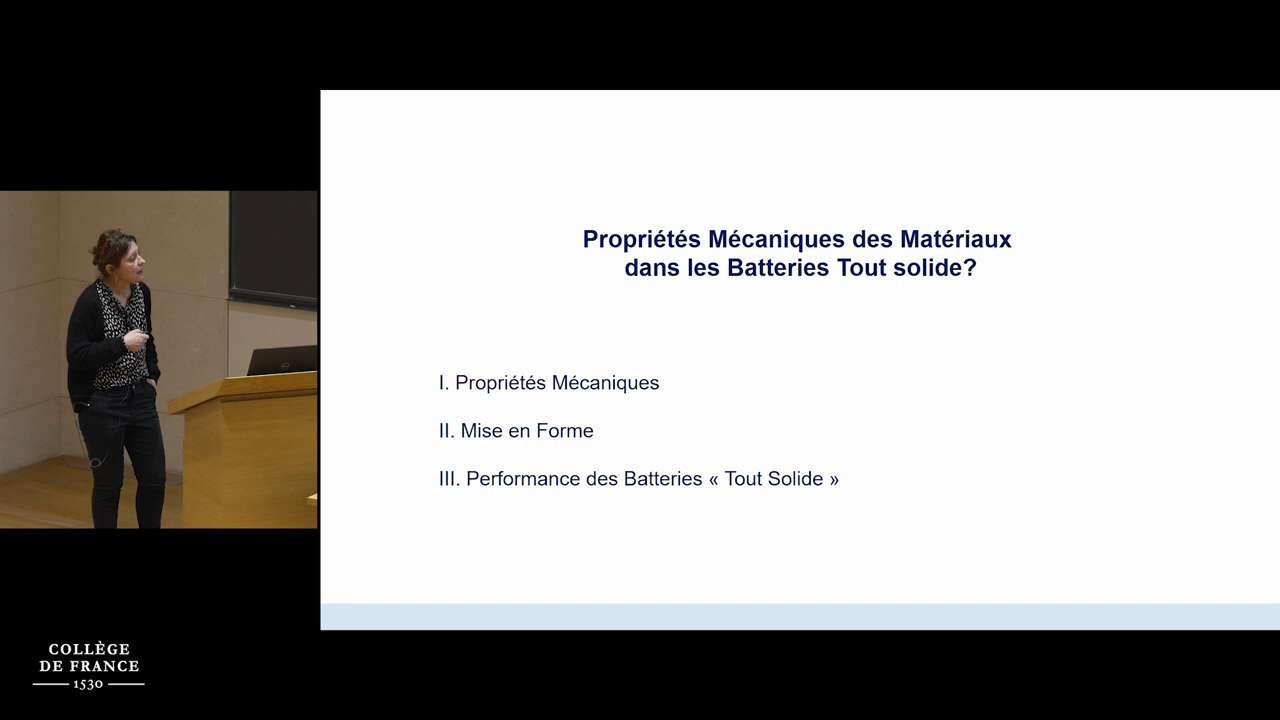 Propriétés Mécaniques des Matériaux
dans les Batteries Tout solide?
I. Propriétés Mécaniques
II. Mise en Forme
III. Performance des Batteries « Tout Solide »
COLLÈGE
DE FRANCE
1530